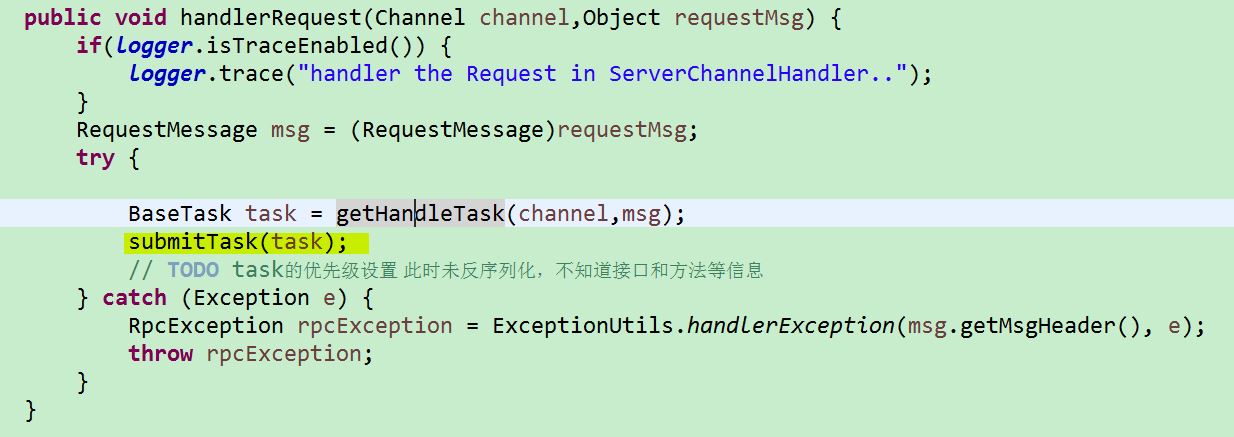 public void handlerRequest(Channel channel,Object requestMsg) {
if(logger.isTraceEnabled()) {
logger.trace("handler the Request in ServerChannelHandler..");
}
RequestMessage msg = (RequestMessage)requestMsg;
try {
BaseTask task = getHandleTask(channel,msg);
submitTask(task);
// TODO task的优先级设置 此时未反序列化，不知道接口和方法等信息
} catch (Exception e) {
RpcException rpcException = ExceptionUtils.handlerException(msg.getMsgHeader(), e);
throw rpcException;
}
}